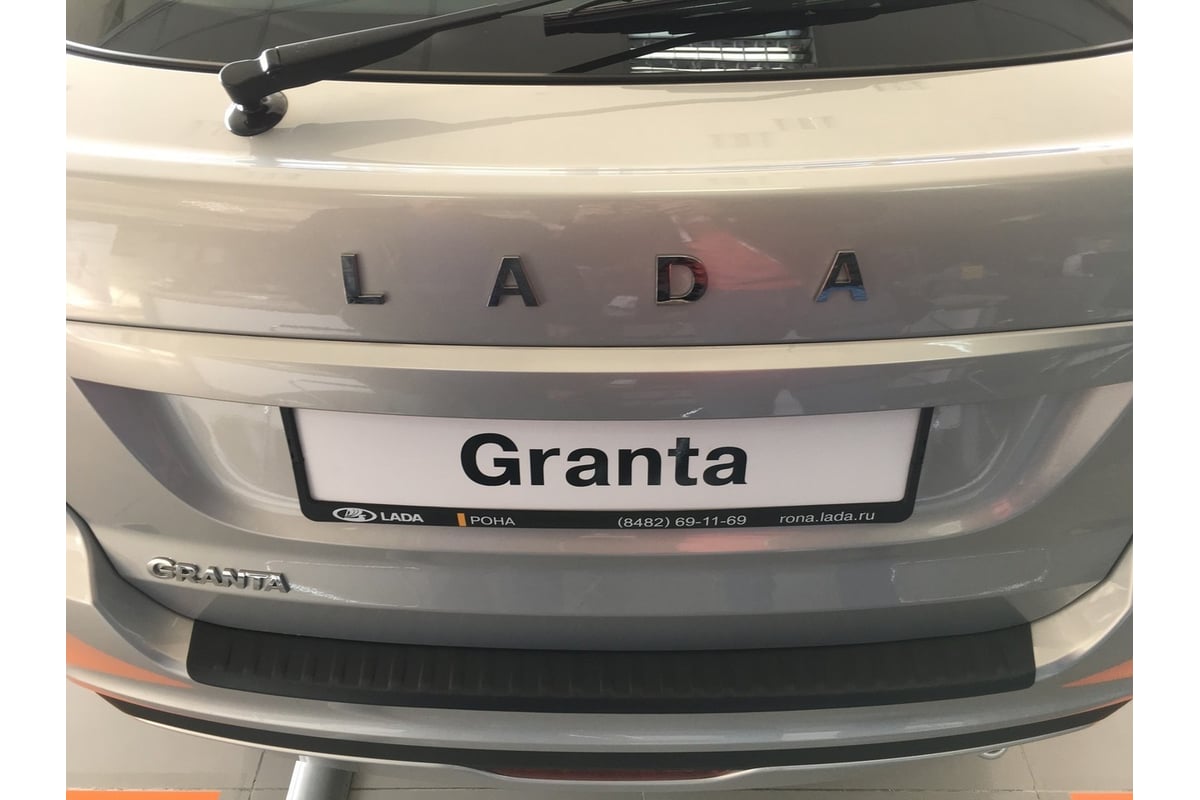 LADA
Granta
LADA РОНА (8482) 69-11-69 rona.lada.ru
GRANTA